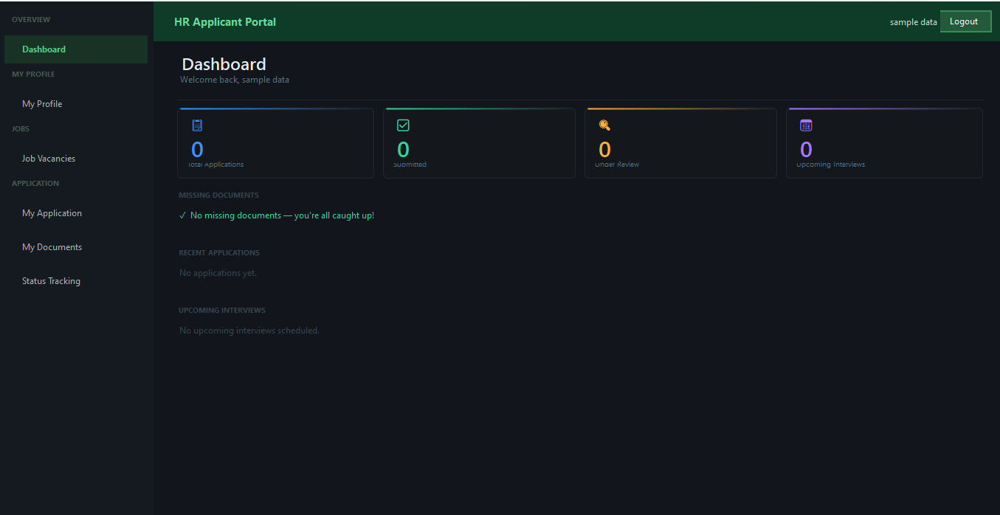 OVERVIEW
Dashboard
MY PROFILE
My Profile
JOBS
Job Vacancies
APPLICATION
My Application
My Documents
Status Tracking
HR Applicant Portal
sample data
Logout
Dashboard
Welcome back, sample data
0
Total Applications
0
Submitted
0
Under Review
0
Upcoming Interviews
MISSING DOCUMENTS
✓ No missing documents — you're all caught up!
RECENT APPLICATIONS
No applications yet.
UPCOMING INTERVIEWS
No upcoming interviews scheduled.